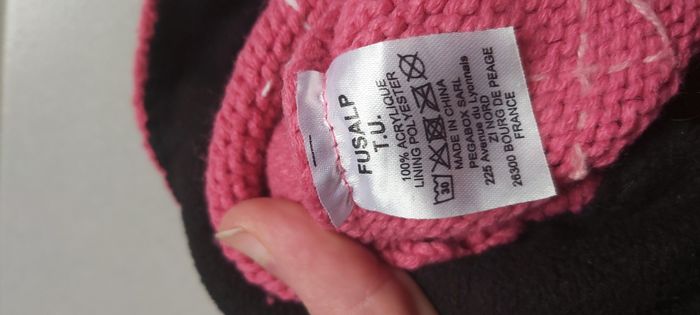 FUSALP
T.U.
100% ACRYLIQUE
LINING POLYESTER
30
MADE IN CHINA
PEGABOX SARL
225 Avenue des Lyonnais
ZI NORD
26300 BOURG DE PEAGE
FRANCE